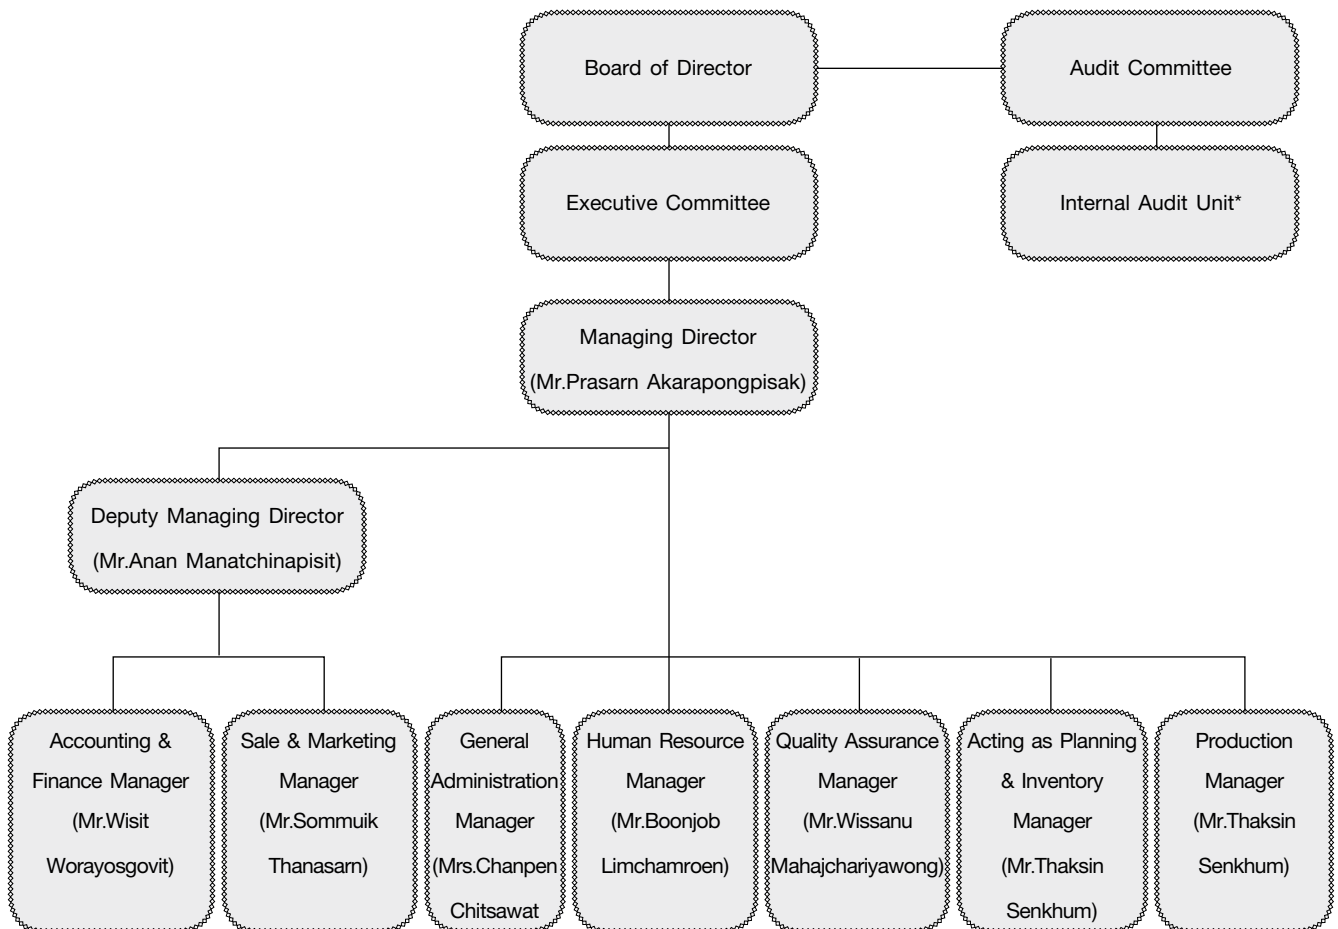 Board of Director
Audit Committee
Executive Committee
Internal Audit Unit*
Managing Director
(Mr.Prasarn Akarapongpisak)
Deputy Managing Director
(Mr.Anan Manatchinapisit)
Accounting &
Finance Manager
(Mr.Wisit
Worayosgovit)
Sale & Marketing
Manager
(Mr.Sommuik
Thanasarn)
General
Administration
Manager
(Mrs.Chanpen
Chitsawat
Human Resource
Manager
(Mr.Boonjob
Limchamroen)
Quality Assurance
Manager
(Mr.Wissanu
Mahajchariyawong)
Acting as Planning
& Inventory
Manager
(Mr.Thaksin
Senkhum)
Production
Manager
(Mr.Thaksin
Senkhum)